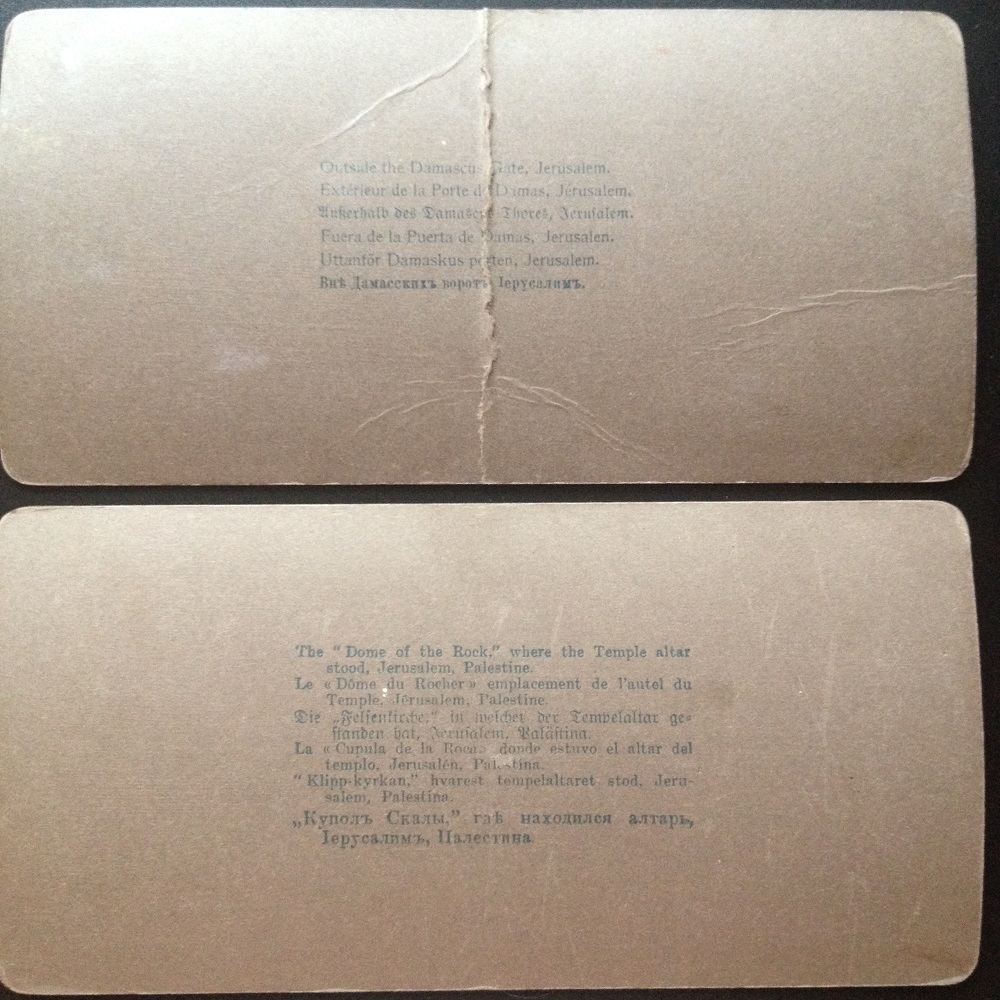 Outside the Damascus Gate, Jerusalem.
Extérieur de la Porte de Damas, Jérusalem.
Außerhalb des Damascus Thores, Jerusalem.
Fuera de la Puerta de Damas, Jerusalen.
Uttanför Damaskus porten, Jerusalem.
Внѣ Дамасскихъ воротъ Іерусалимъ.
The "Dome of the Rock," where the Temple altar
stood, Jerusalem, Palestine.
Le « Dôme du Rocher » emplacement de l'autel du
Temple, Jérusalem, Palestine.
Die „Felsenkirche," in welcher der Tempelaltar ge-
standen hat, Jerusalem, Palästina.
La « Cupula de la Roca » donde estuvo el altar del
templo, Jerusalén, Palestina.
"Klipp-kyrkan," hvarest tempelaltaret stod, Jeru-
salem, Palestina.
„Куполъ Скалы," гдѣ находился алтарь,
Іерусалимъ, Палестина.